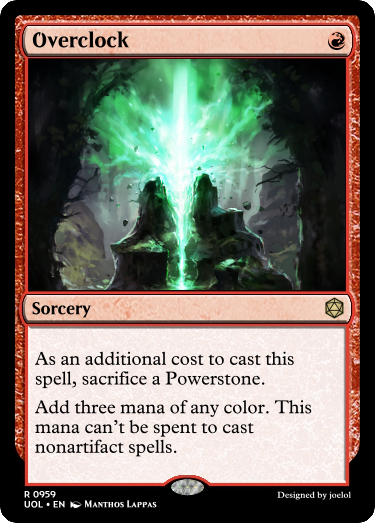 Overclock
Sorcery
As an additional cost to cast this
spell, sacrifice a Powerstone.
Add three mana of any color. This
mana can't be spent to cast
nonartifact spells.
R 0959
UOL • EN Manthos Lappas
Designed by joelol